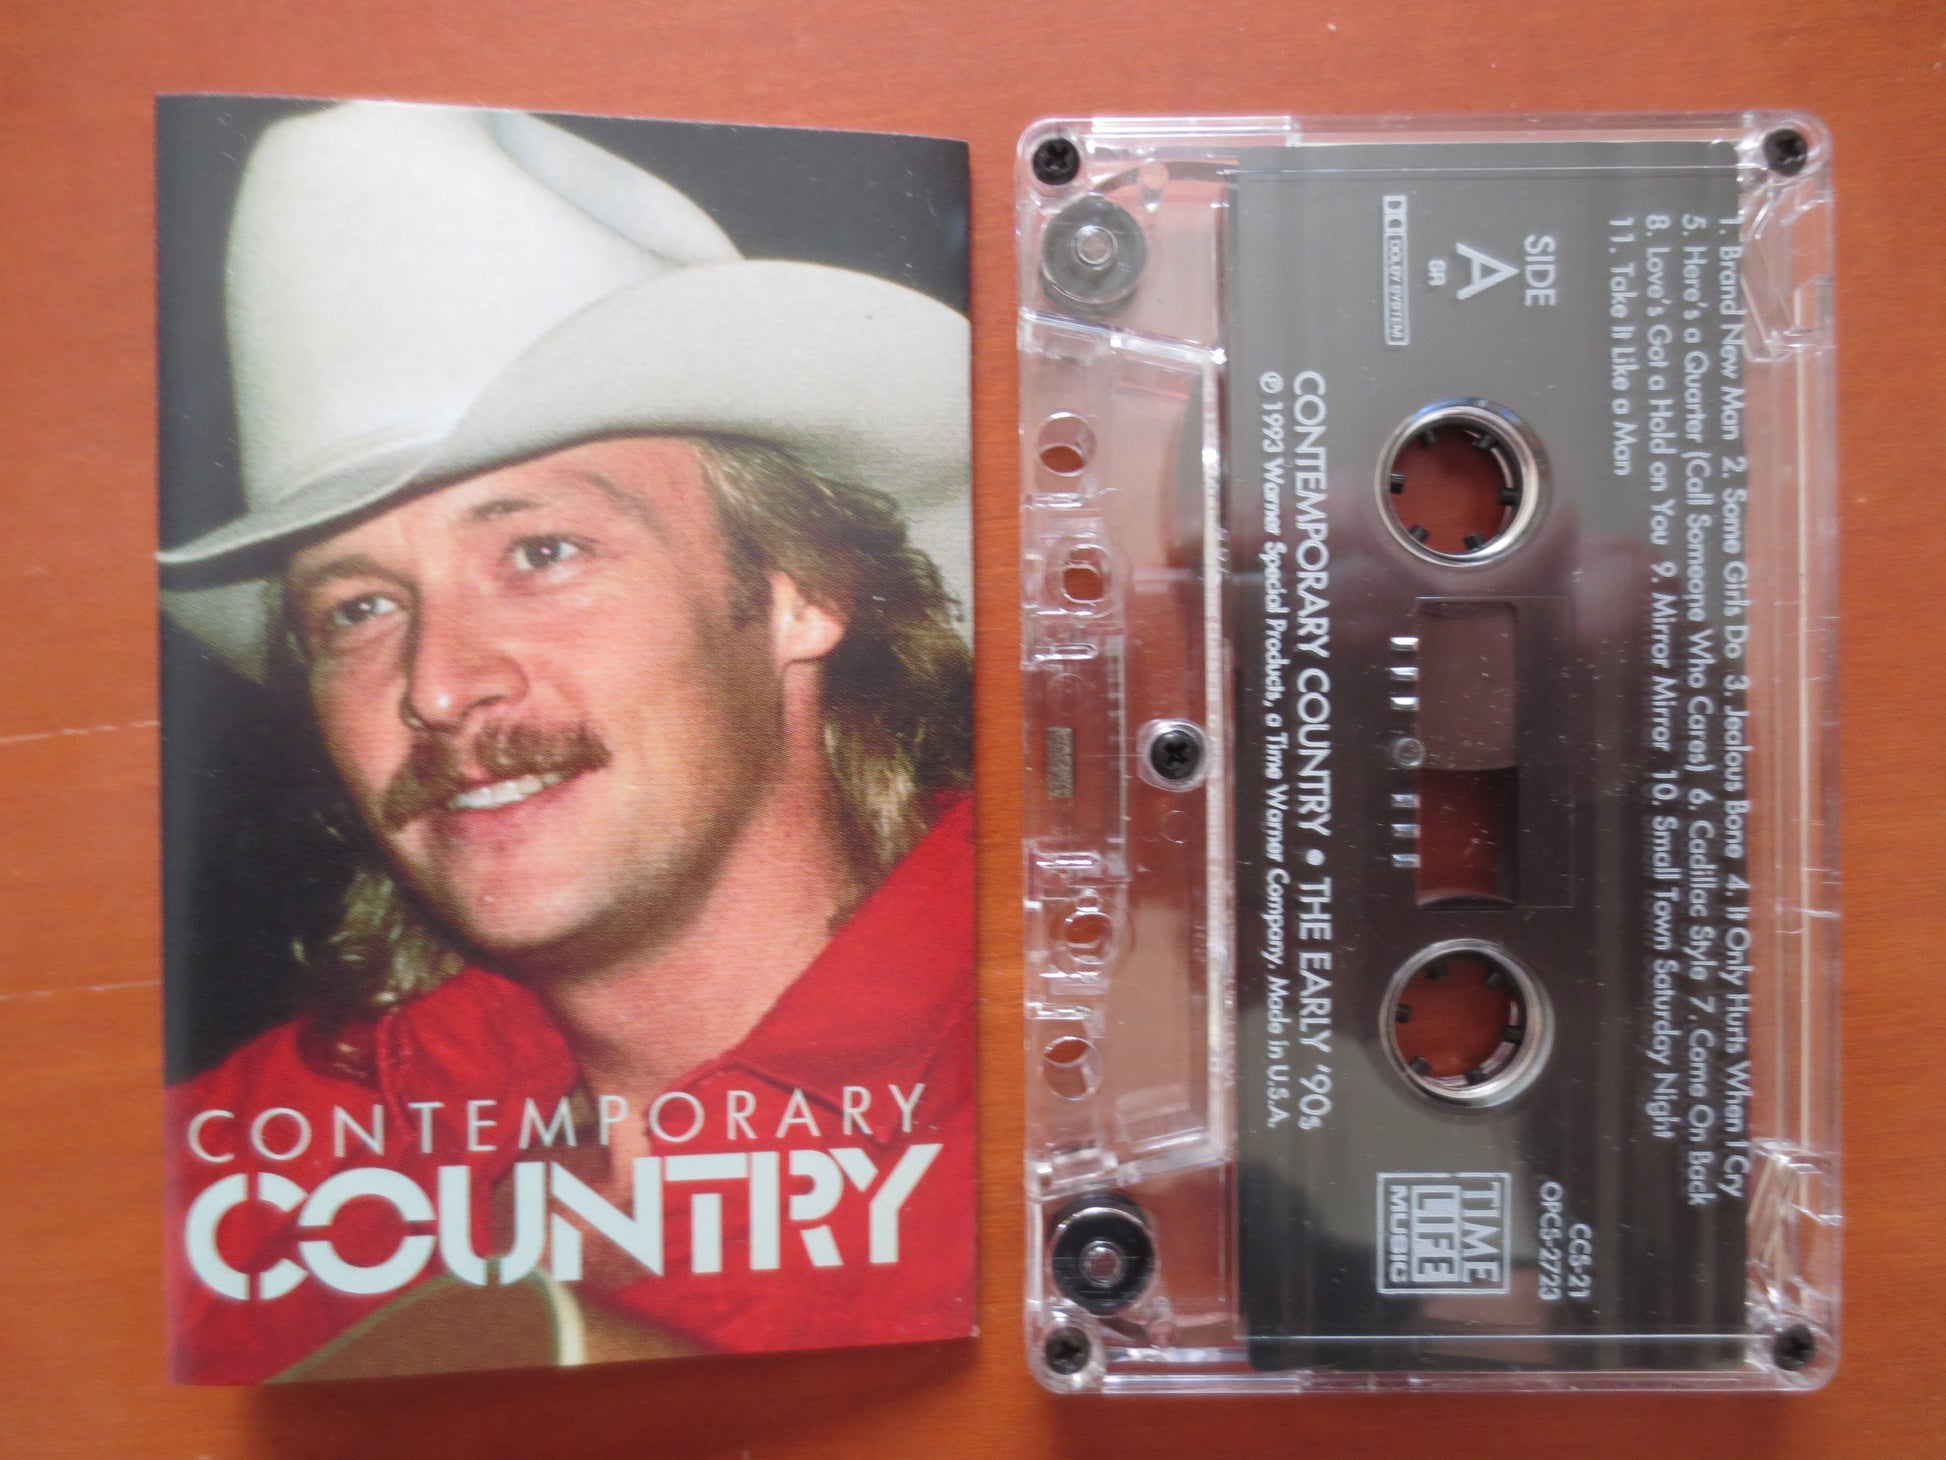 CONTEMPORARY
COUNTRY
1. Brand New Man 2. Some Girls Do 3. Jealous Bone 4. It Only Hurts When I Cry
5. Here's a Quarter (Call Someone Who Cares) 6. Cadillac Style 7. Come On Back
8. Love's Got a Hold on You 9. Mirror Mirror 10. Small Town Saturday Night
11. Take It Like a Man
SIDE
A
DOLBY SYSTEM
SR
CCS-21
OPCS-2723
TIME
LIFE
MUSIC
CONTEMPORARY COUNTRY • THE EARLY '90s
℗ 1993 Warner Special Products, a Time Warner Company. Made in U.S.A.